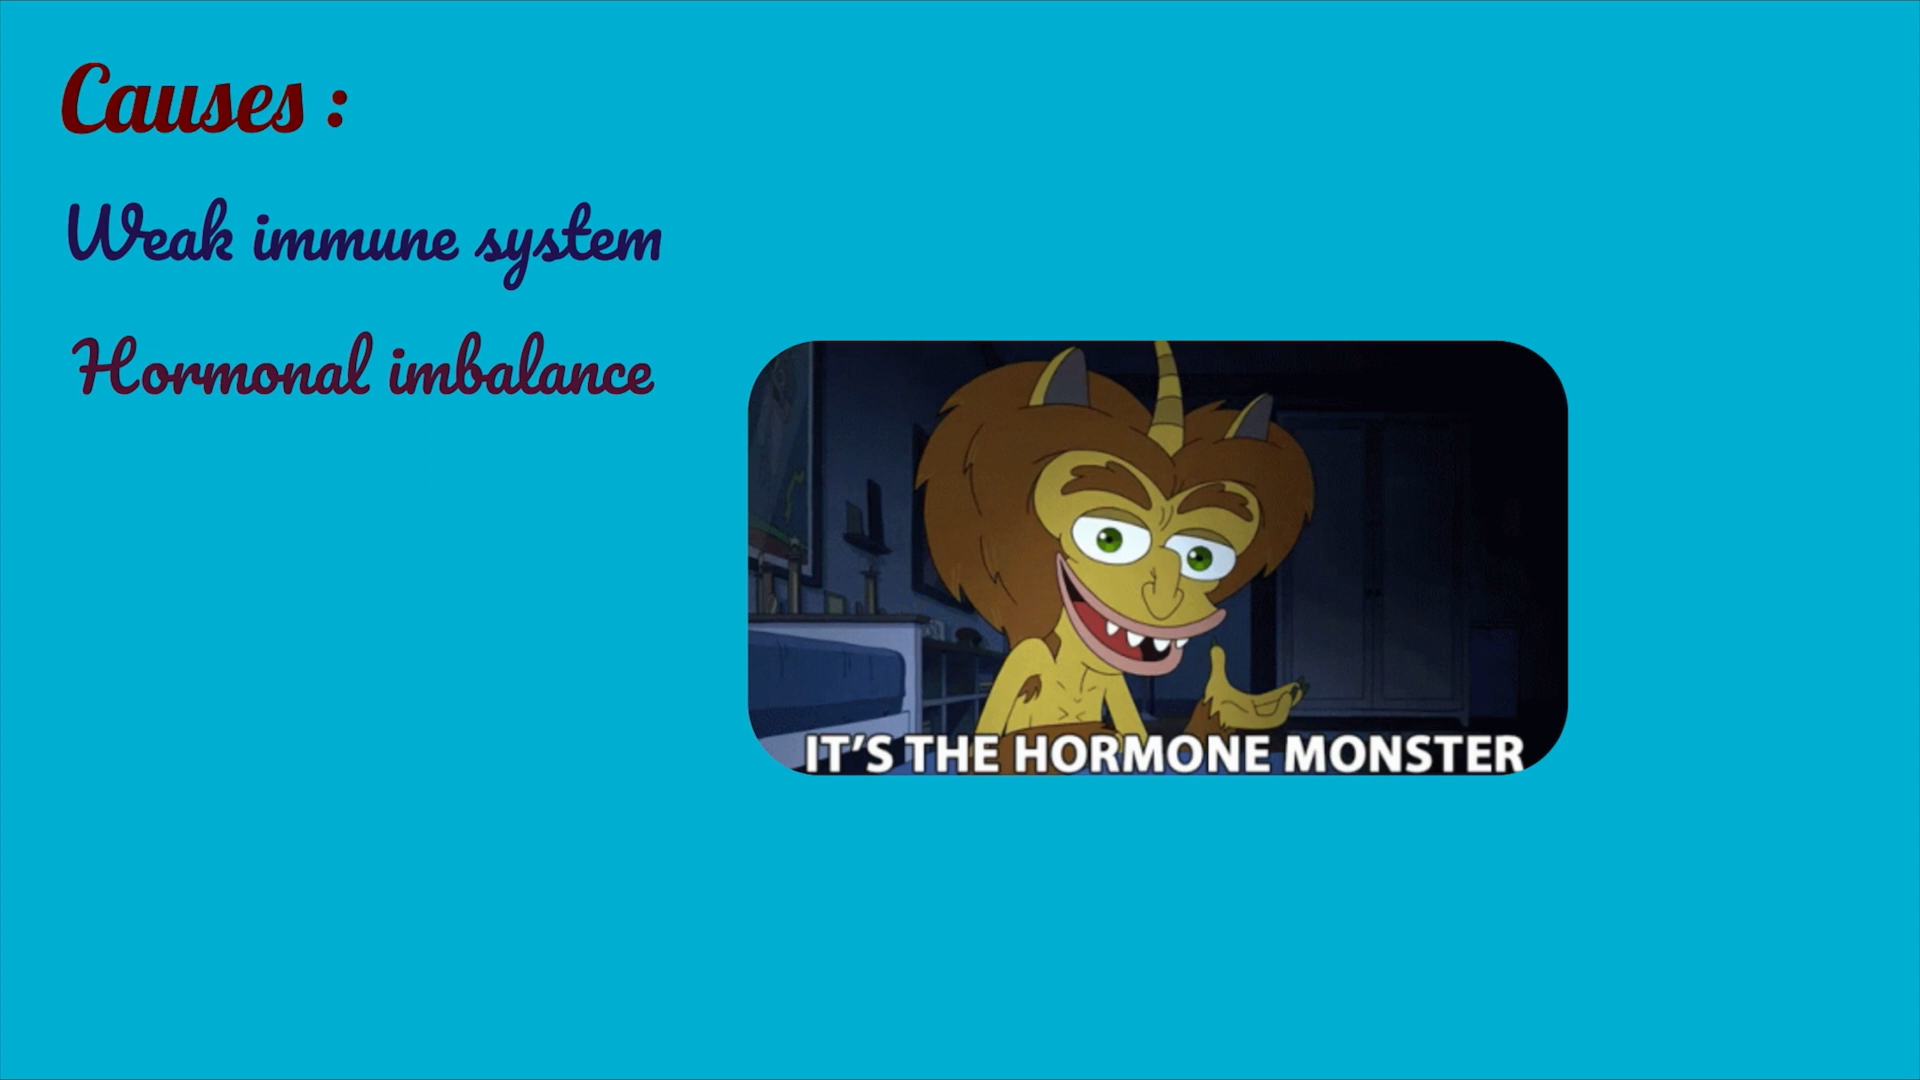 Causes :
Weak immune system
Hormonal imbalance
IT'S THE HORMONE MONSTER